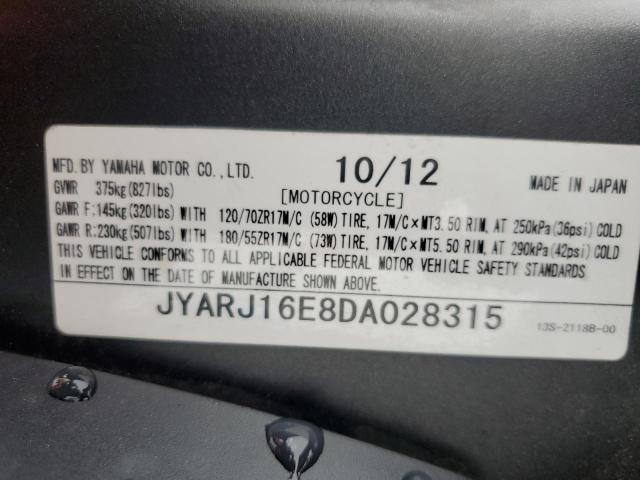 MFD. BY YAMAHA MOTOR CO., LTD. 10/12 MADE IN JAPAN
GVWR 375kg(827lbs) [MOTORCYCLE]
GAWR F:145kg(320lbs) WITH 120/70ZR17M/C (58W) TIRE, 17M/C×MT3.50 RIM, AT 250kPa(36psi) COLD
GAWR R:230kg(507lbs) WITH 180/55ZR17M/C (73W) TIRE, 17M/C×MT5.50 RIM, AT 290kPa(42psi) COLD
THIS VEHICLE CONFORMS TO ALL APPLICABLE FEDERAL MOTOR VEHICLE SAFETY STANDARDS
IN EFFECT ON THE DATE OF MANUFACTURE SHOWN ABOVE.
JYARJ16E8DA028315 13S-2118B-00